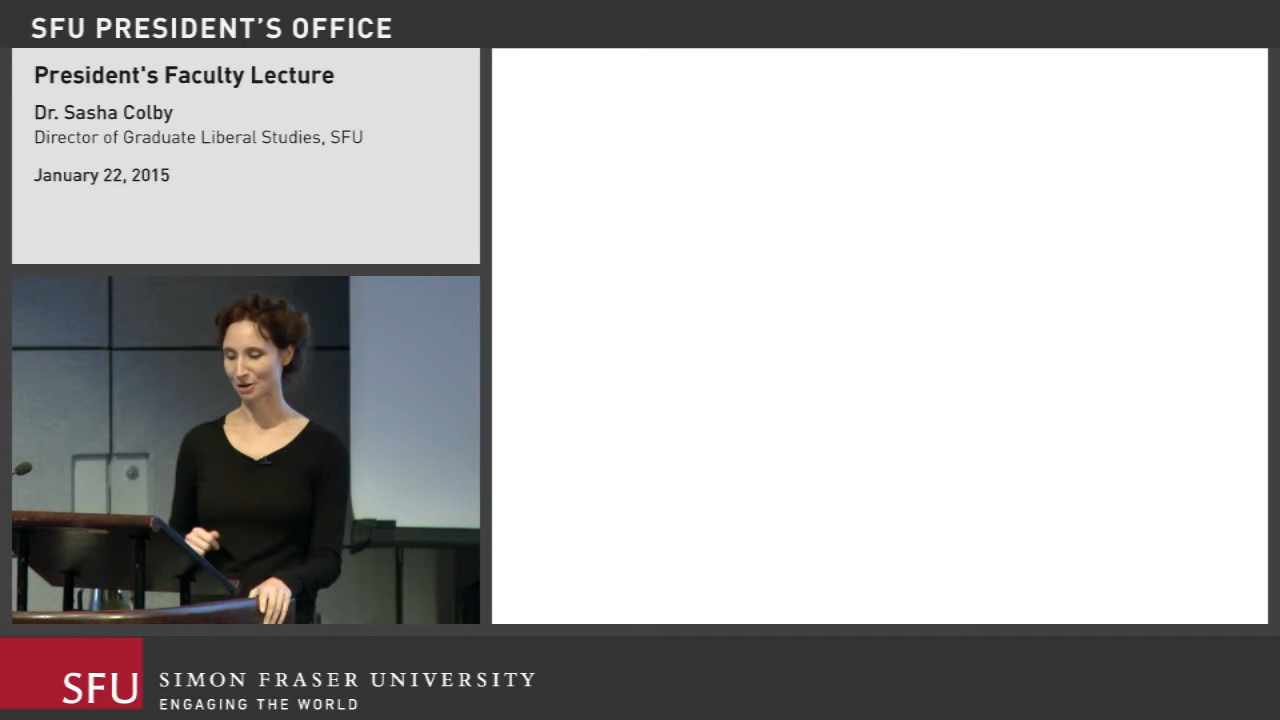 SFU PRESIDENT'S OFFICE
President's Faculty Lecture
Dr. Sasha Colby
Director of Graduate Liberal Studies, SFU
January 22, 2015
SFU
SIMON FRASER UNIVERSITY
ENGAGING THE WORLD